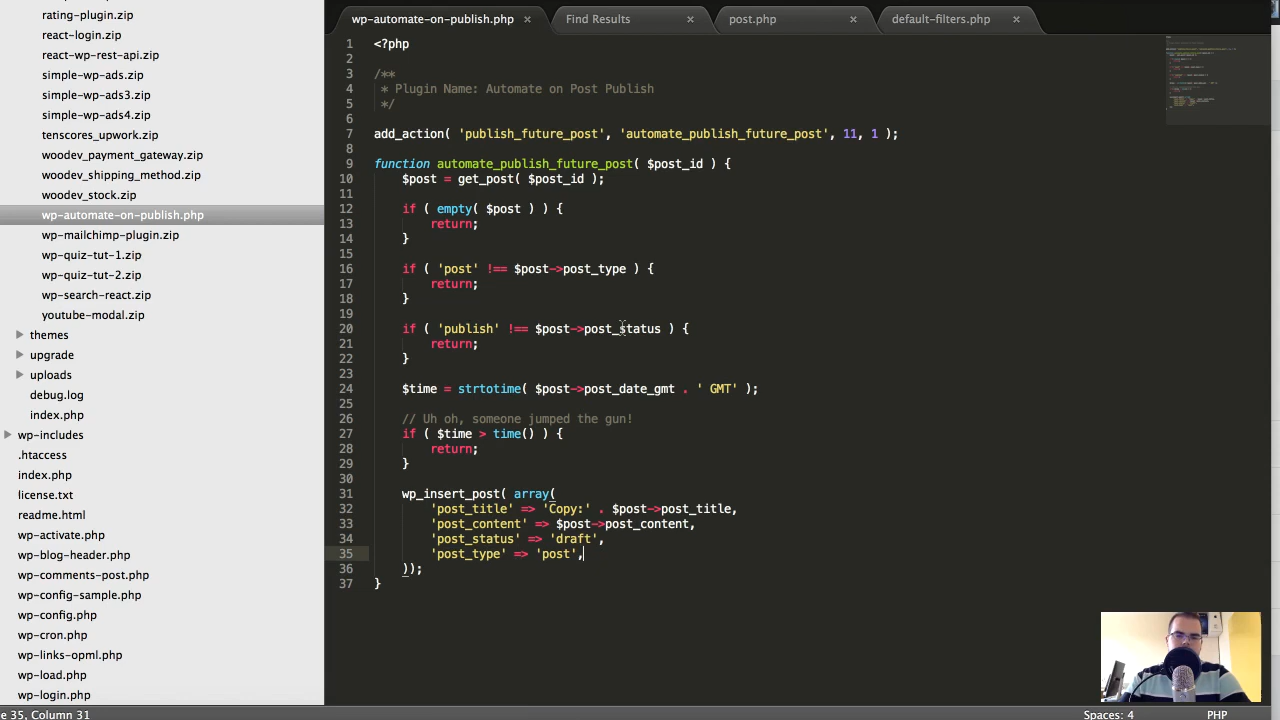 rating-plugin.zip
react-login.zip
react-wp-rest-api.zip
simple-wp-ads.zip
simple-wp-ads3.zip
simple-wp-ads4.zip
tenscores_upwork.zip
woodev_payment_gateway.zip
woodev_shipping_method.zip
woodev_stock.zip
wp-automate-on-publish.php
wp-mailchimp-plugin.zip
wp-quiz-tut-1.zip
wp-quiz-tut-2.zip
wp-search-react.zip
youtube-modal.zip
themes
upgrade
uploads
debug.log
index.php
wp-includes
.htaccess
index.php
license.txt
readme.html
wp-activate.php
wp-blog-header.php
wp-comments-post.php
wp-config-sample.php
wp-config.php
wp-cron.php
wp-links-opml.php
wp-load.php
wp-login.php
wp-automate-on-publish.php × Find Results × post.php × default-filters.php ×
1 <?php
2
3 /**
4  * Plugin Name: Automate on Post Publish
5  */
6
7 add_action( 'publish_future_post', 'automate_publish_future_post', 11, 1 );
8
9 function automate_publish_future_post( $post_id ) {
10     $post = get_post( $post_id );
11
12     if ( empty( $post ) ) {
13         return;
14     }
15
16     if ( 'post' !== $post->post_type ) {
17         return;
18     }
19
20     if ( 'publish' !== $post->post_status ) {
21         return;
22     }
23
24     $time = strtotime( $post->post_date_gmt . ' GMT' );
25
26     // Uh oh, someone jumped the gun!
27     if ( $time > time() ) {
28         return;
29     }
30
31     wp_insert_post( array(
32         'post_title' => 'Copy:' . $post->post_title,
33         'post_content' => $post->post_content,
34         'post_status' => 'draft',
35         'post_type' => 'post',
36     ));
37 }
e 35, Column 31 Spaces: 4 PHP